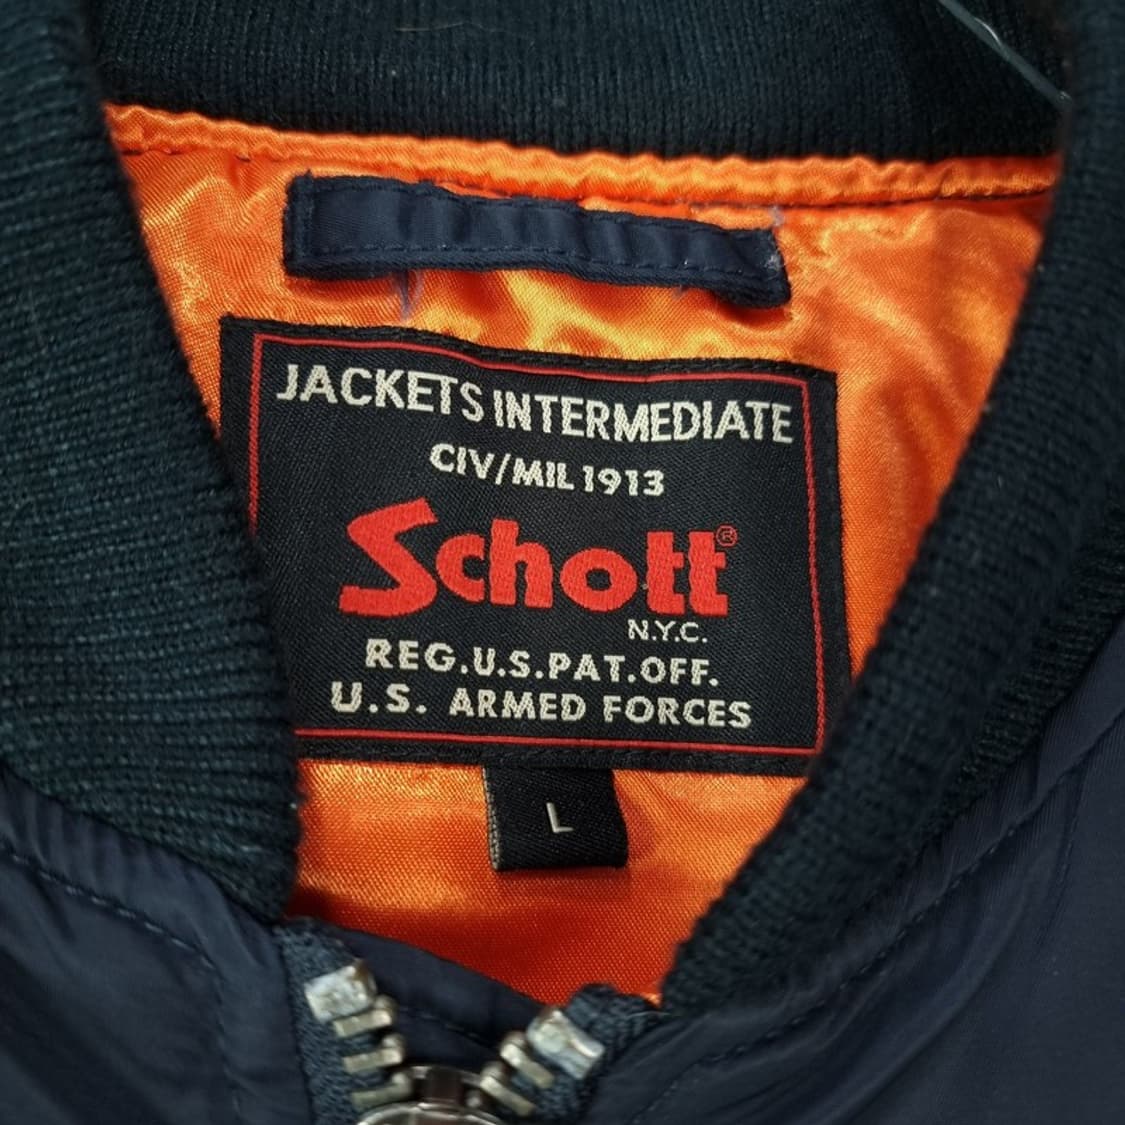 JACKETS INTERMEDIATE
CIV/MIL 1913
Schott®
N.Y.C.
REG.U.S.PAT.OFF.
U.S. ARMED FORCES
L